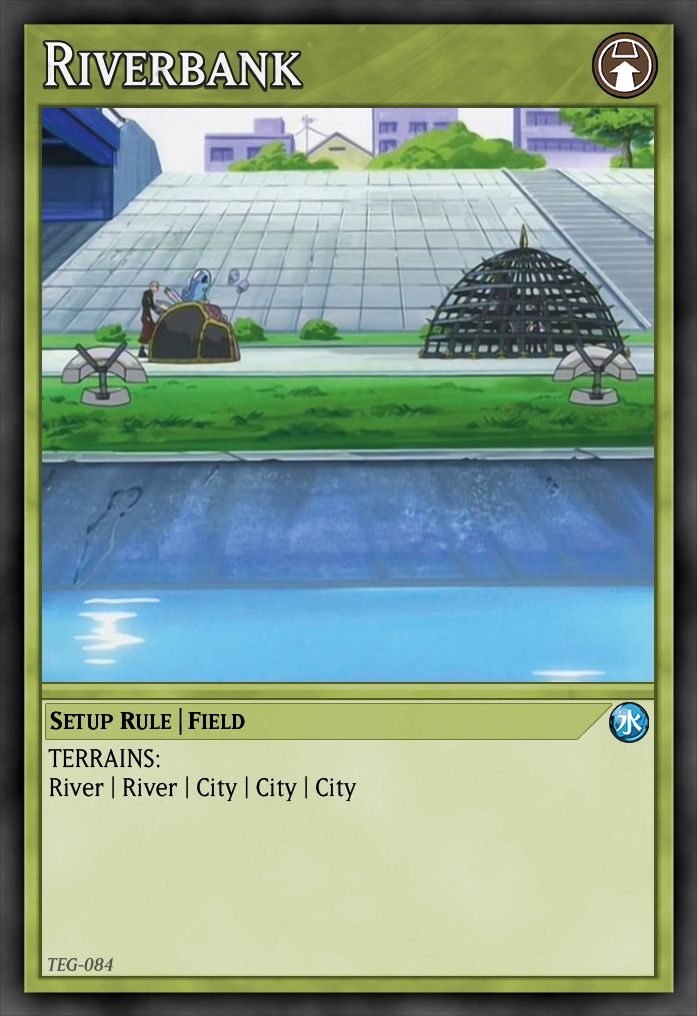 Riverbank
Setup Rule | Field
水
TERRAINS:
River | River | City | City | City
TEG-084